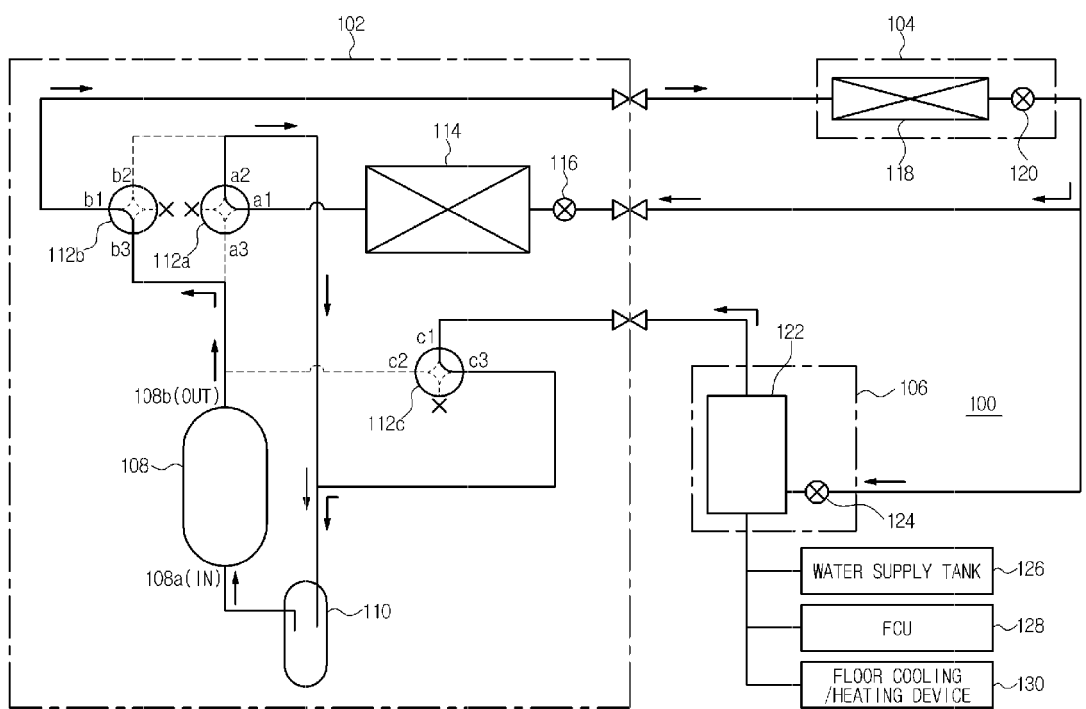 102
104
114
116
118
120
b2
a2
b1
a1
b3
a3
112b
112a
122
c1
c2
c3
106
108b(OUT)
112c
100
108
124
108a(IN)
110
WATER SUPPLY TANK
126
FCU
128
FLOOR COOLING
/HEATING DEVICE
130